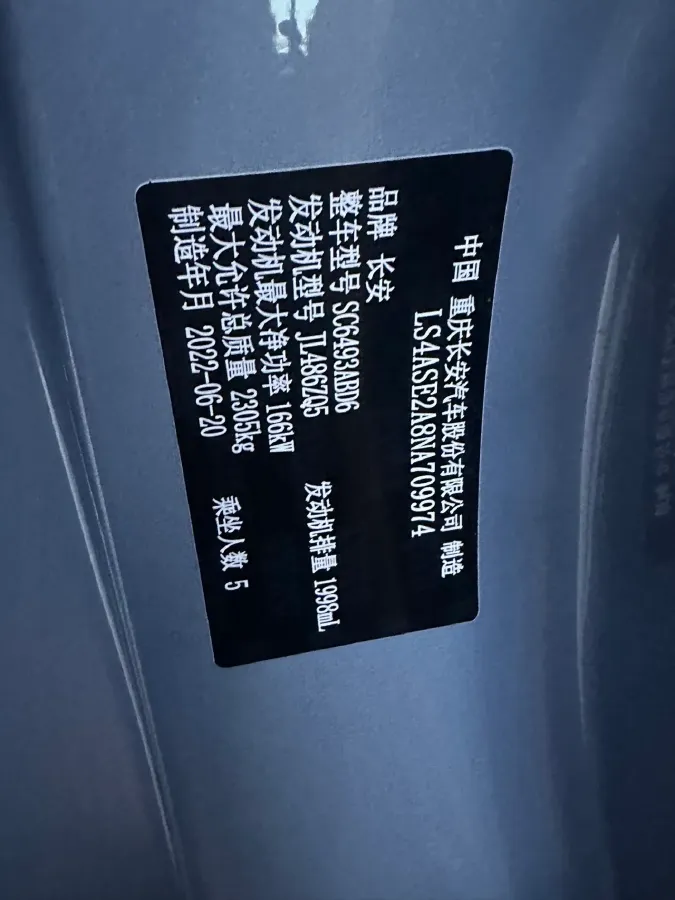 中国 重庆长安汽车股份有限公司 制造
LS4ASE2A8NA709974
品牌 长安
整车型号 SC6493ABD6
发动机型号 JL486ZQ5 发动机排量 1998mL
发动机最大净功率 166kW
最大允许总质量 2305kg 乘坐人数 5
制造年月 2022-06-20